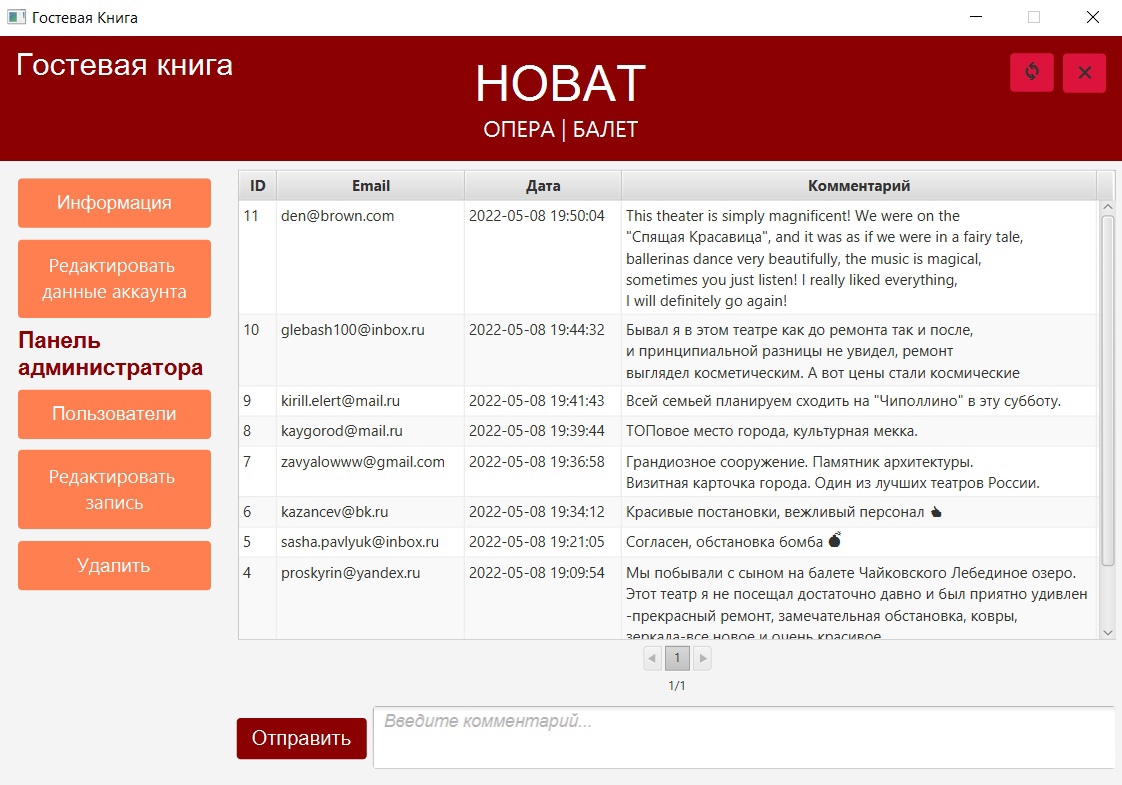 Гостевая Книга
Гостевая книга
НОВАТ
ОПЕРА | БАЛЕТ
Информация
Редактировать
данные аккаунта
Панель
администратора
Пользователи
Редактировать
запись
Удалить
ID Email Дата Комментарий
11 den@brown.com 2022-05-08 19:50:04 This theater is simply magnificent! We were on the
"Спящая Красавица", and it was as if we were in a fairy tale,
ballerinas dance very beautifully, the music is magical,
sometimes you just listen! I really liked everything,
I will definitely go again!
10 glebash100@inbox.ru 2022-05-08 19:44:32 Бывал я в этом театре как до ремонта так и после,
и принципиальной разницы не увидел, ремонт
выглядел косметическим. А вот цены стали космические
9 kirill.elert@mail.ru 2022-05-08 19:41:43 Всей семьей планируем сходить на "Чиполлино" в эту субботу.
8 kaygorod@mail.ru 2022-05-08 19:39:44 ТОПовое место города, культурная мекка.
7 zavyalowww@gmail.com 2022-05-08 19:36:58 Грандиозное сооружение. Памятник архитектуры.
Визитная карточка города. Один из лучших театров России.
6 kazancev@bk.ru 2022-05-08 19:34:12 Красивые постановки, вежливый персонал
5 sasha.pavlyuk@inbox.ru 2022-05-08 19:21:05 Согласен, обстановка бомба 💣
4 proskyrin@yandex.ru 2022-05-08 19:09:54 Мы побывали с сыном на балете Чайковского Лебединое озеро.
Этот театр я не посещал достаточно давно и был приятно удивлен
-прекрасный ремонт, замечательная обстановка, ковры,
зеркала-все новое и очень красивое
1
1/1
Отправить
Введите комментарий...